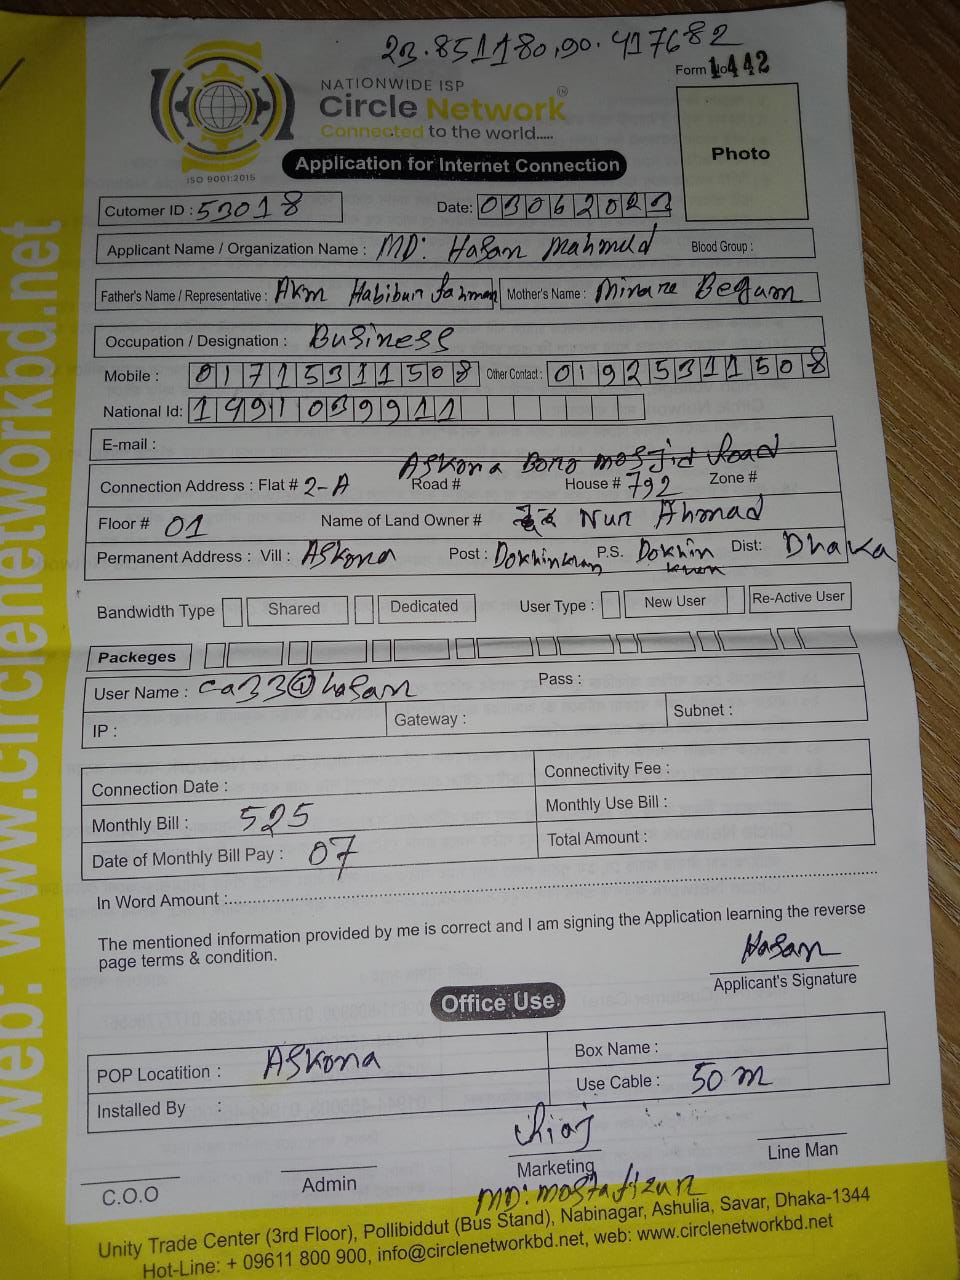 23.851180,90.417682
Form No 442
NATIONWIDE ISP
Circle Network
Connected to the world.....
ISO 9001:2015
Application for Internet Connection
Photo
Cutomer ID : 53018
Date: 03062023
Applicant Name / Organization Name : MD: Hasan Mahmud Blood Group :
Father's Name / Representative : AKM Habibur Rahman Mother's Name : Minara Begum
Occupation / Designation : Business
Mobile : 01715311508 Other Contact : 01925311508
National Id: 1491039911
E-mail :
Askona Bono mosjid Road
Connection Address : Flat # 2-A Road # House # 792 Zone #
Floor # 01 Name of Land Owner # Nur Ahmad
Permanent Address : Vill : Askona Post : Dokhinkhan P.S. Dokhin khan Dist: Dhaka
Bandwidth Type Shared Dedicated User Type : New User Re-Active User
Packeges
User Name : ca33@hasan Pass :
IP : Gateway : Subnet :
Connection Date : Connectivity Fee :
Monthly Bill : 525 Monthly Use Bill :
Date of Monthly Bill Pay : 07 Total Amount :
In Word Amount :
The mentioned information provided by me is correct and I am signing the Application learning the reverse
page terms & condition.
Hasan
Applicant's Signature
Office Use
POP Locatition : Askona Box Name :
Installed By : Use Cable : 50 m
C.O.O Admin Marketing Line Man
MD: mostafizur
Unity Trade Center (3rd Floor), Pollibiddut (Bus Stand), Nabinagar, Ashulia, Savar, Dhaka-1344
Hot-Line: + 09611 800 900, info@circlenetworkbd.net, web: www.circlenetworkbd.net
web: www.circlenetworkbd.net